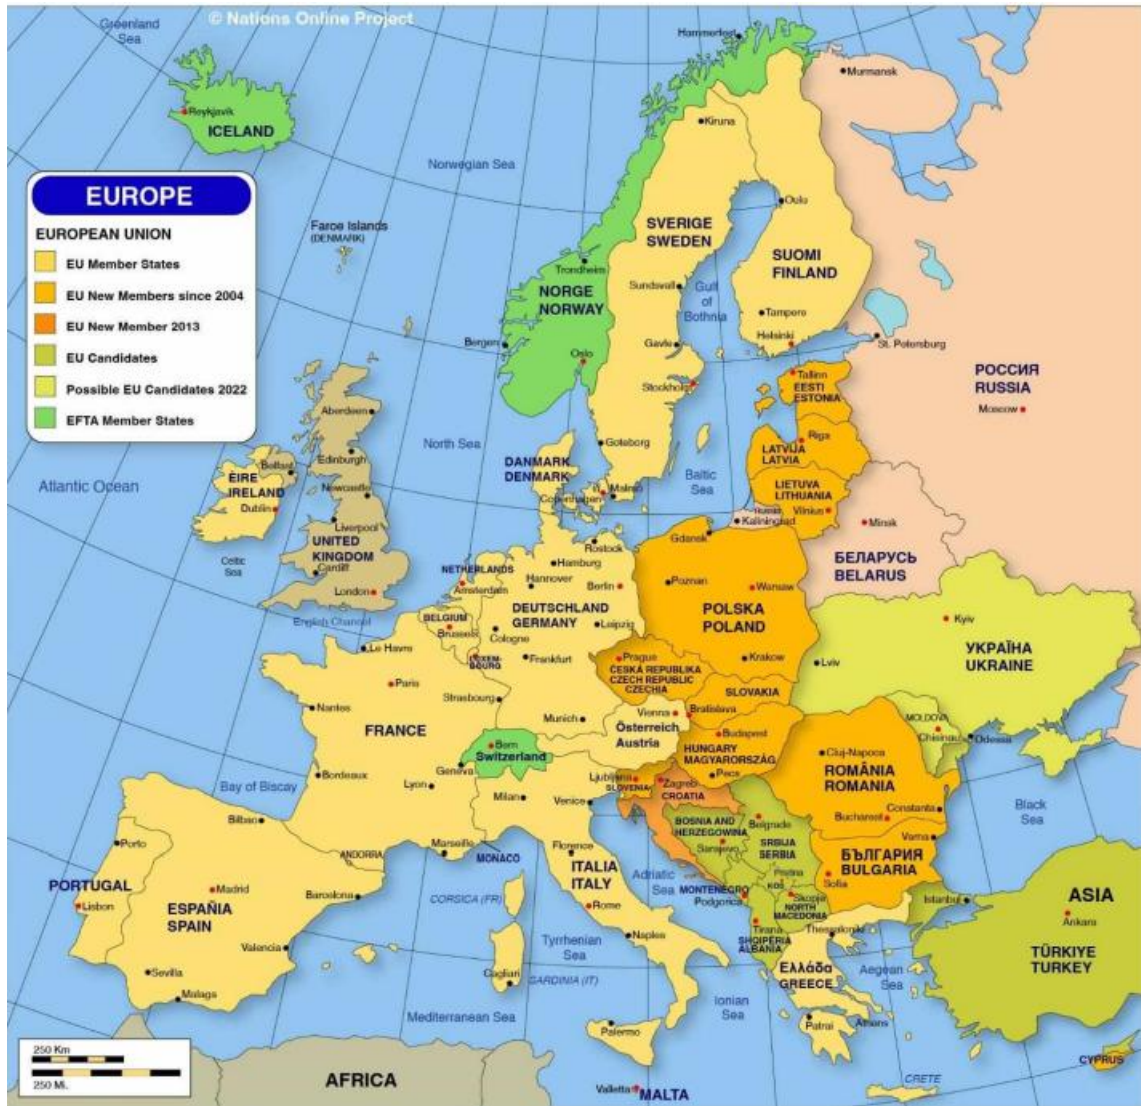 © Nations Online Project
Greenland
Sea
Hammerfest
Murmansk
Reykjavik
ICELAND
Kiruna
Norwegian Sea
EUROPE
EUROPEAN UNION
EU Member States
EU New Members since 2004
EU New Member 2013
EU Candidates
Possible EU Candidates 2022
EFTA Member States
Faroe Islands
(DENMARK)
Oulu
SVERIGE
SWEDEN
SUOMI
FINLAND
Trondheim
NORGE
NORWAY
Sundsvall
Gulf
of
Bothnia
Tampere
Bergen
Oslo
Gavle
Helsinki
St. Petersburg
Stockholm
Tallinn
EESTI
ESTONIA
РОССИЯ
RUSSIA
Moscow
Aberdeen
North Sea
Goteborg
Riga
LATVIJA
LATVIA
Edinburgh
DANMARK
DENMARK
Baltic
Sea
Atlantic Ocean
Belfast
ÈIRE
IRELAND
Dublin
Newcastle
Copenhagen
Malmö
LIETUVA
LITHUANIA
Vilnius
Kaliningrad
Minsk
Liverpool
UNITED
KINGDOM
Cardiff
London
Celtic
Sea
English Channel
Gdansk
БЕЛАРУСЬ
BELARUS
Rostock
Hamburg
NETHERLANDS
Amsterdam
Hannover
Berlin
Poznan
Warsaw
POLSKA
POLAND
DEUTSCHLAND
GERMANY
Leipzig
BELGIUM
Brussels
Cologne
Kyiv
УКРАЇНА
UKRAINE
Le Havre
LUXEM-
BOURG
Frankfurt
Prague
ČESKÁ REPUBLIKA
CZECH REPUBLIC
CZECHIA
Krakow
Lviv
Paris
Strasbourg
SLOVAKIA
Nantes
FRANCE
Munich
Vienna
Bratislava
Österreich
Austria
Budapest
HUNGARY
MAGYARORSZÁG
MOLDOVA
Chisinau
Odessa
Bern
Switzerland
Geneva
Cluj-Napoca
ROMÂNIA
ROMANIA
Pecs
Bordeaux
Bay of Biscay
Lyon
Milan
Venice
Ljubljana
SLOVENIA
Zagreb
CROATIA
Constanta
Bucharest
Black
Sea
Bilbao
BOSNIA AND
HERZEGOWINA
Sarajevo
Belgrade
SRBIJA
SERBIA
Varna
БЪЛГАРИЯ
BULGARIA
Sofia
Porto
Marseille
MONACO
Florence
ITALIA
ITALY
ANDORRA
PORTUGAL
Lisbon
Madrid
ESPAÑIA
SPAIN
Barcelona
CORSICA (FR)
Rome
Adriatic
Sea
MONTENEGRO
Podgorica
Pristina
KOS
Skopje
NORTH
MACEDONIA
Istanbul
ASIA
Ankara
TÜRKIYE
TURKEY
Tirana
SHQIPËRIA
ALBANIA
Thessaloniki
Valencia
Naples
Tyrrhenian
Sea
Sevilla
Malaga
Cagliari
SARDINIA (IT)
Ελλάδα
GREECE
Aegean
Sea
Ionian
Sea
Mediterranean Sea
Palermo
Patrai
Athens
250 Km
250 Mi.
AFRICA
Valletta
MALTA
CRETE
CYPRUS